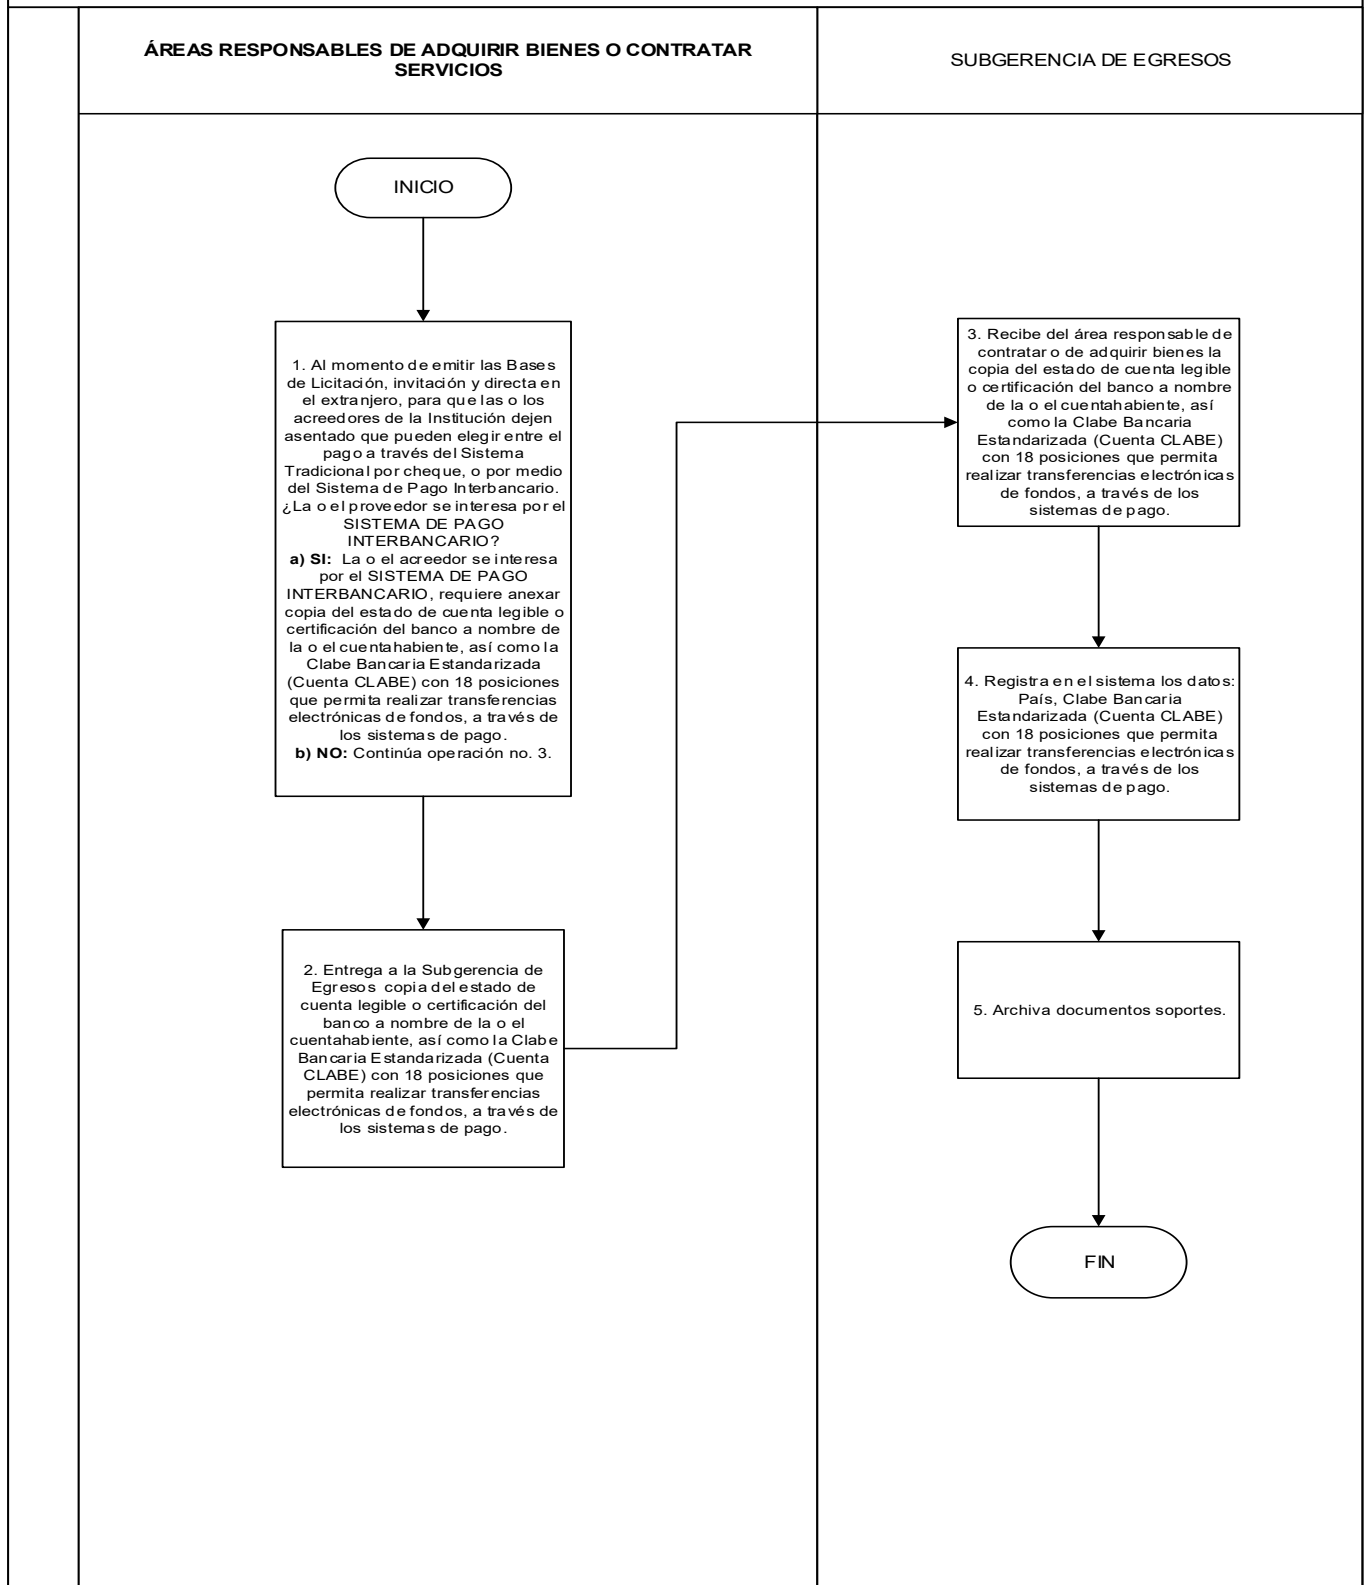 ÁREAS RESPONSABLES DE ADQUIRIR BIENES O CONTRATAR
SERVICIOS
SUBGERENCIA DE EGRESOS
INICIO
1. Al momento de emitir las Bases
de Licitación, invitación y directa en
el extranjero, para que las o los
acreedores de la Institución dejen
asentado que pueden elegir entre el
pago a través del Sistema
Tradicional por cheque, o por medio
del Sistema de Pago Interbancario.
¿La o el proveedor se interesa por el
SISTEMA DE PAGO
INTERBANCARIO?
a) SI: La o el acreedor se interesa
por el SISTEMA DE PAGO
INTERBANCARIO, requiere anexar
copia del estado de cuenta legible o
certificación del banco a nombre de
la o el cuentahabiente, así como la
Clabe Bancaria Estandarizada
(Cuenta CLABE) con 18 posiciones
que permita realizar transferencias
electrónicas de fondos, a través de
los sistemas de pago.
b) NO: Continúa operación no. 3.
2. Entrega a la Subgerencia de
Egresos copia del estado de
cuenta legible o certificación del
banco a nombre de la o el
cuentahabiente, así como la Clabe
Bancaria Estandarizada (Cuenta
CLABE) con 18 posiciones que
permita realizar transferencias
electrónicas de fondos, a través de
los sistemas de pago.
3. Recibe del área responsable de
contratar o de adquirir bienes la
copia del estado de cuenta legible
o certificación del banco a nombre
de la o el cuentahabiente, así
como la Clabe Bancaria
Estandarizada (Cuenta CLABE)
con 18 posiciones que permita
realizar transferencias electrónicas
de fondos, a través de los
sistemas de pago.
4. Registra en el sistema los datos:
País, Clabe Bancaria
Estandarizada (Cuenta CLABE)
con 18 posiciones que permita
realizar transferencias electrónicas
de fondos, a través de los
sistemas de pago.
5. Archiva documentos soportes.
FIN